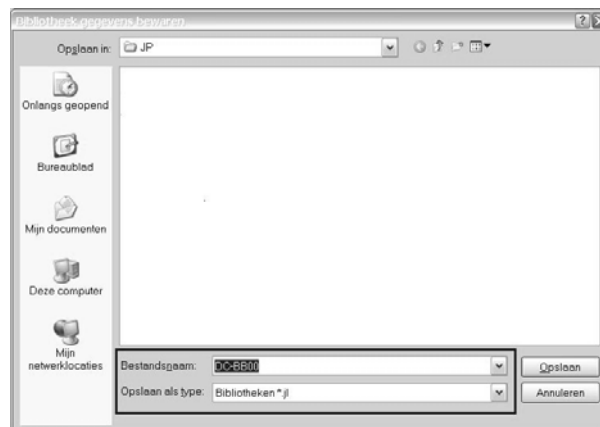 Bibliotheek gegevens bewaren
Opslaan in: JP
Onlangs geopend
Bureaublad
Mijn documenten
Deze computer
Mijn
netwerklocaties
Bestandsnaam: DC-BB00 Opslaan
Opslaan als type: Bibliotheken *.jl Annuleren